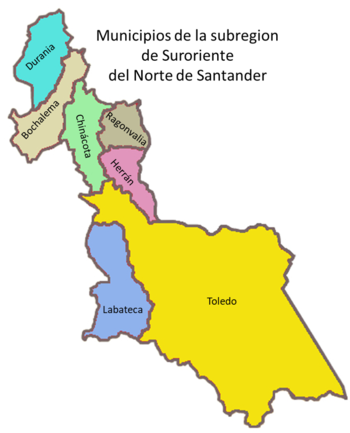 Municipios de la subregion
de Suroriente
del Norte de Santander
Durania
Bochalema
Chinácota
Ragonvalia
Herrán
Labateca
Toledo